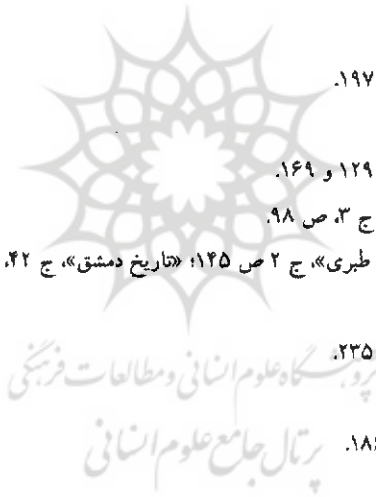 ۱۹۷.
۱۲۹ و ۱۶۹.
ج ۳، ص ۹۸.
طبری»، ج ۲ ص ۱۴۵؛ «تاریخ دمشق»، ج ۴۲،
۲۳۵.
پژوهشگاه علوم انسانی و مطالعات فرهنگی
پرتال جامع علوم انسانی